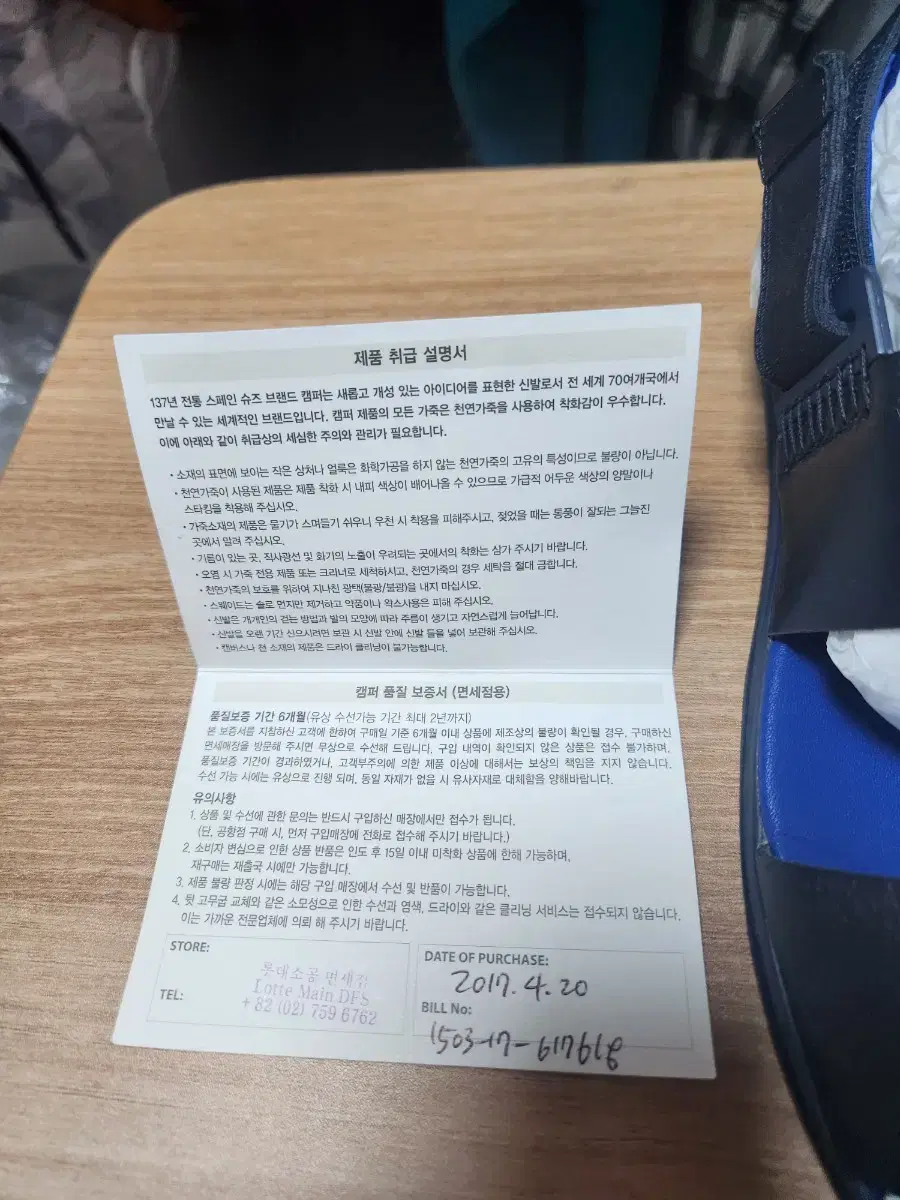 제품 취급 설명서
137년 전통 스페인 슈즈 브랜드 캠퍼는 새롭고 개성 있는 아이디어를 표현한 신발로서 전 세계 70여개국에서
만날 수 있는 세계적인 브랜드입니다. 캠퍼 제품의 모든 가죽은 천연가죽을 사용하여 착화감이 우수합니다.
이에 아래와 같이 취급상의 세심한 주의와 관리가 필요합니다.
• 소재의 표면에 보이는 작은 상처나 얼룩은 화학가공을 하지 않는 천연가죽의 고유의 특성이므로 불량이 아닙니다.
• 천연가죽이 사용된 제품은 제품 착화 시 내피 색상이 배어나올 수 있으므로 가급적 어두운 색상의 양말이나
스타킹을 착용해 주십시오.
• 가죽소재의 제품은 물기가 스며들기 쉬우니 우천 시 착용을 피해주시고, 젖었을 때는 통풍이 잘되는 그늘진
곳에서 말려 주십시오.
• 기름이 있는 곳, 직사광선 및 화기의 노출이 우려되는 곳에서의 착화는 삼가 주시기 바랍니다.
• 오염 시 가죽 전용 제품 또는 크리너로 세척하시고, 천연가죽의 경우 세탁을 절대 금합니다.
• 천연가죽의 보호를 위하여 지나친 광택(물광/불광)을 내지 마십시오.
• 스웨이드는 솔로 먼지만 제거하고 약품이나 왁스사용은 피해 주십시오.
• 신발은 개개인의 걷는 방법과 발의 모양에 따라 주름이 생기고 자연스럽게 늘어납니다.
• 신발을 오랜 기간 신으시려면 보관 시 신발 안에 신발 틀을 넣어 보관해 주십시오.
• 캔버스나 천 소재의 제품은 드라이 클리닝이 불가능합니다.
캠퍼 품질 보증서 (면세점용)
품질보증 기간 6개월(유상 수선가능 기간 최대 2년까지)
본 보증서를 지참하신 고객에 한하여 구매일 기준 6개월 이내 상품에 제조상의 불량이 확인될 경우, 구매하신
면세매장을 방문해 주시면 무상으로 수선해 드립니다. 구입 내역이 확인되지 않은 상품은 접수 불가하며,
품질보증 기간이 경과하였거나, 고객부주의에 의한 제품 이상에 대해서는 보상의 책임을 지지 않습니다.
수선 가능 시에는 유상으로 진행 되며, 동일 자재가 없을 시 유사자재로 대체함을 양해바랍니다.
유의사항
1. 상품 및 수선에 관한 문의는 반드시 구입하신 매장에서만 접수가 됩니다.
(단, 공항점 구매 시, 먼저 구입매장에 전화로 접수해 주시기 바랍니다.)
2. 소비자 변심으로 인한 상품 반품은 인도 후 15일 이내 미착화 상품에 한해 가능하며,
재구매는 재출국 시에만 가능합니다.
3. 제품 불량 판정 시에는 해당 구입 매장에서 수선 및 반품이 가능합니다.
4. 뒷 고무굽 교체와 같은 소모성으로 인한 수선과 염색, 드라이와 같은 클리닝 서비스는 접수되지 않습니다.
이는 가까운 전문업체에 의뢰 해 주시기 바랍니다.
STORE:
롯데소공 면세점
Lotte Main DFS
TEL:
+82 (02) 759 6762
DATE OF PURCHASE:
2017. 4. 20
BILL No:
1503-17-617618